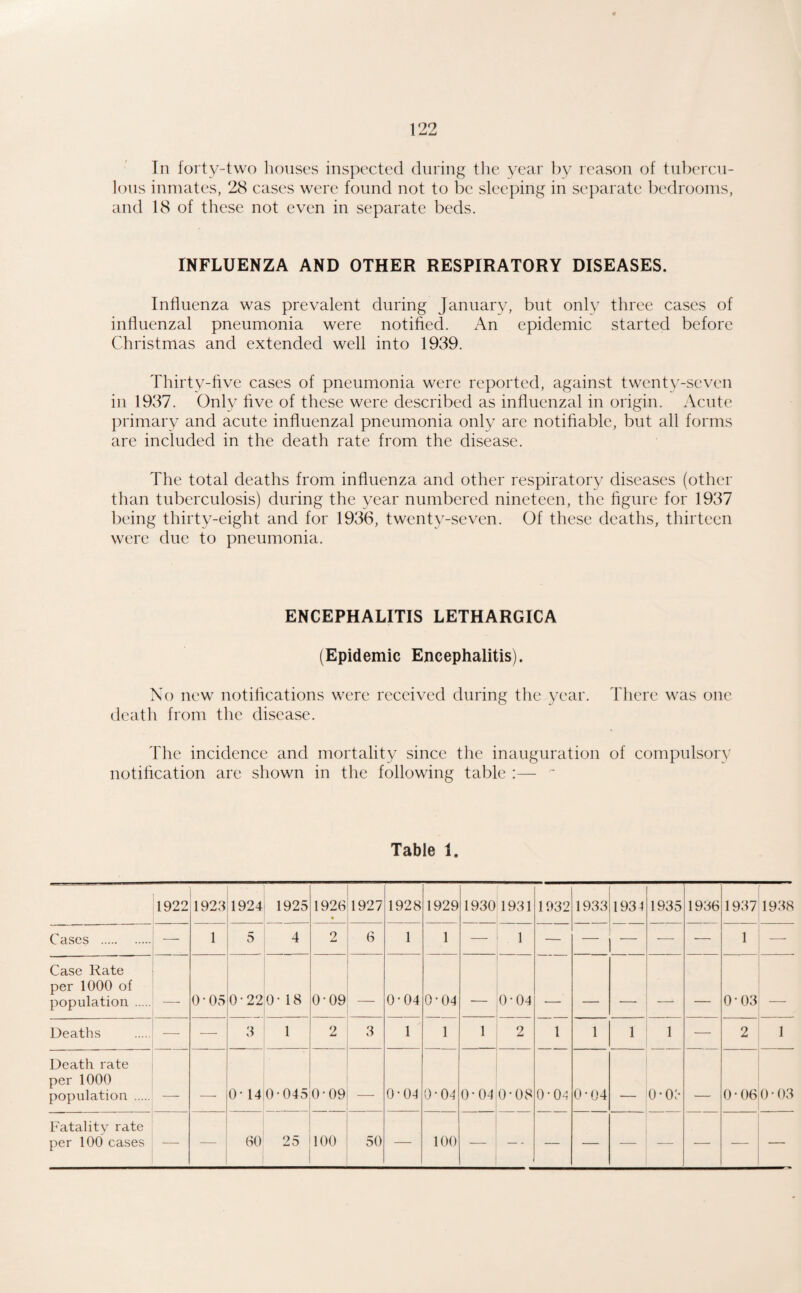 122
In forty-two houses inspected during the year by reason of tubercu-
lous inmates, 28 cases were found not to be sleeping in separate bedrooms,
and 18 of these not even in separate beds.
INFLUENZA AND OTHER RESPIRATORY DISEASES.
Influenza was prevalent during January, but only three cases of
influenzal pneumonia were notified. An epidemic started before
Christmas and extended well into 1939.
Thirty-five cases of pneumonia were reported, against twenty-seven
in 1937. Only five of these were described as influenzal in origin. Acute
primary and acute influenzal pneumonia only are notifiable, but all forms
are included in the death rate from the disease.
The total deaths from influenza and other respiratory diseases (other
than tuberculosis) during the year numbered nineteen, the figure for 1937
being thirty-eight and for 1936, twenty-seven. Of these deaths, thirteen
were due to pneumonia.
ENCEPHALITIS LETHARGICA
(Epidemic Encephalitis).
No new notifications were received during the year. There was one
death from the disease.
The incidence and mortality since the inauguration of compulsory
notification are shown in the following table :—
Table 1.
1922 1923 1924 1925 1926 1927 1928 1929 1930 1931 1932 1933 1934 1935 1936 1937 1938
Cases ..... ..... — 1 5 4 2 6 1 1 — 1 — — — — — 1 —
Case Rate
per 1000 of
population ..... — 0·05 0·22 0·18 0·09 — 0·04 0·04 — 0·04 — — — — — 0·03 —
Deaths ..... — — 3 1 2 3 1 1 1 2 1 1 1 1 — 2 1
Death rate
per 1000
population ..... — — 0·14 0·045 0·09 — 0·04 0·04 0·04 0·08 0·04 0·04 — — 0·06 0·03
Fatality rate
per 100 cases — — 60 25 100 50 — 100 — — — — — — — — —